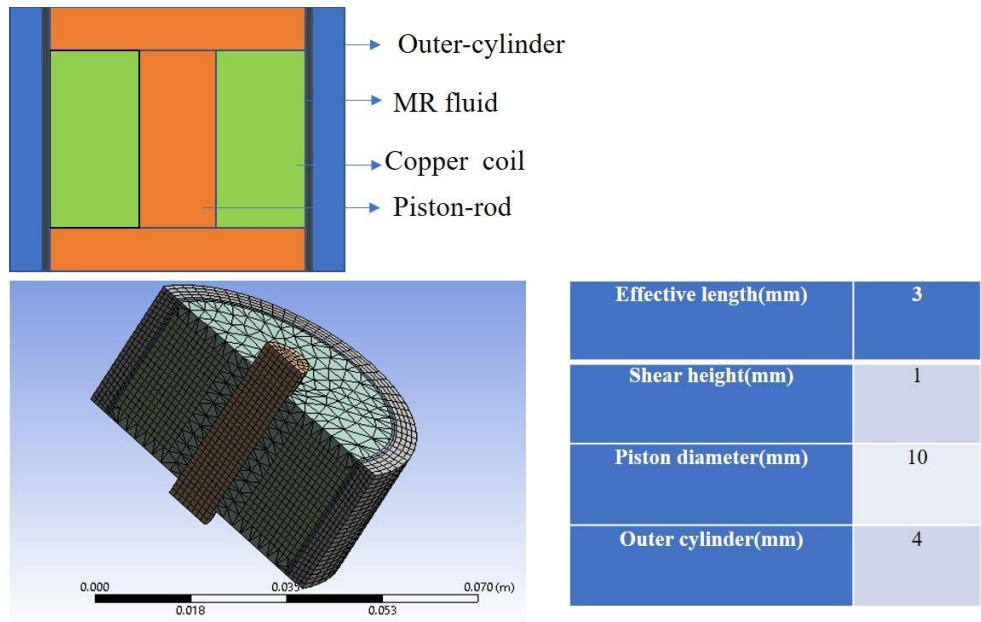 Outer-cylinder
MR fluid
Copper coil
Piston-rod
0.000
0.035
0.070 (m)
0.018
0.053
Effective length(mm) 3
Shear height(mm) 1
Piston diameter(mm) 10
Outer cylinder(mm) 4